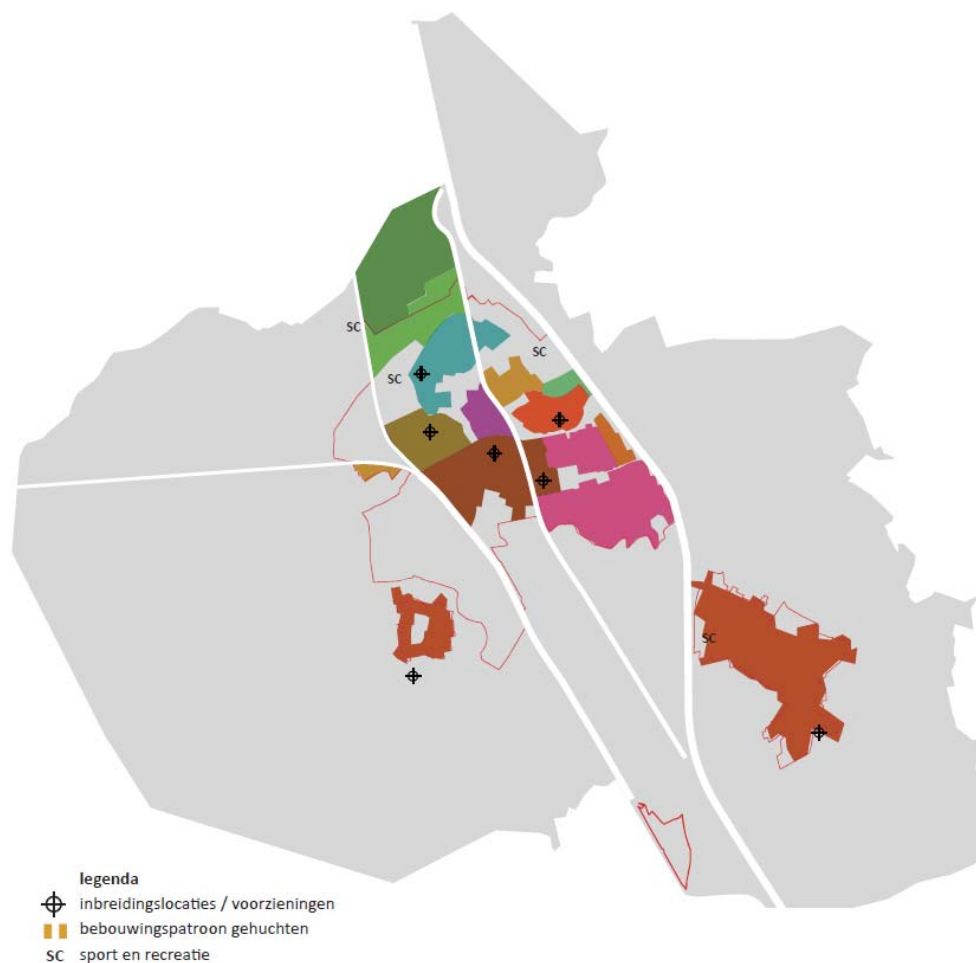 SC
SC
SC
SC
legenda
inbreidingslocaties / voorzieningen
bebouwingspatroon gehuchten
SC sport en recreatie